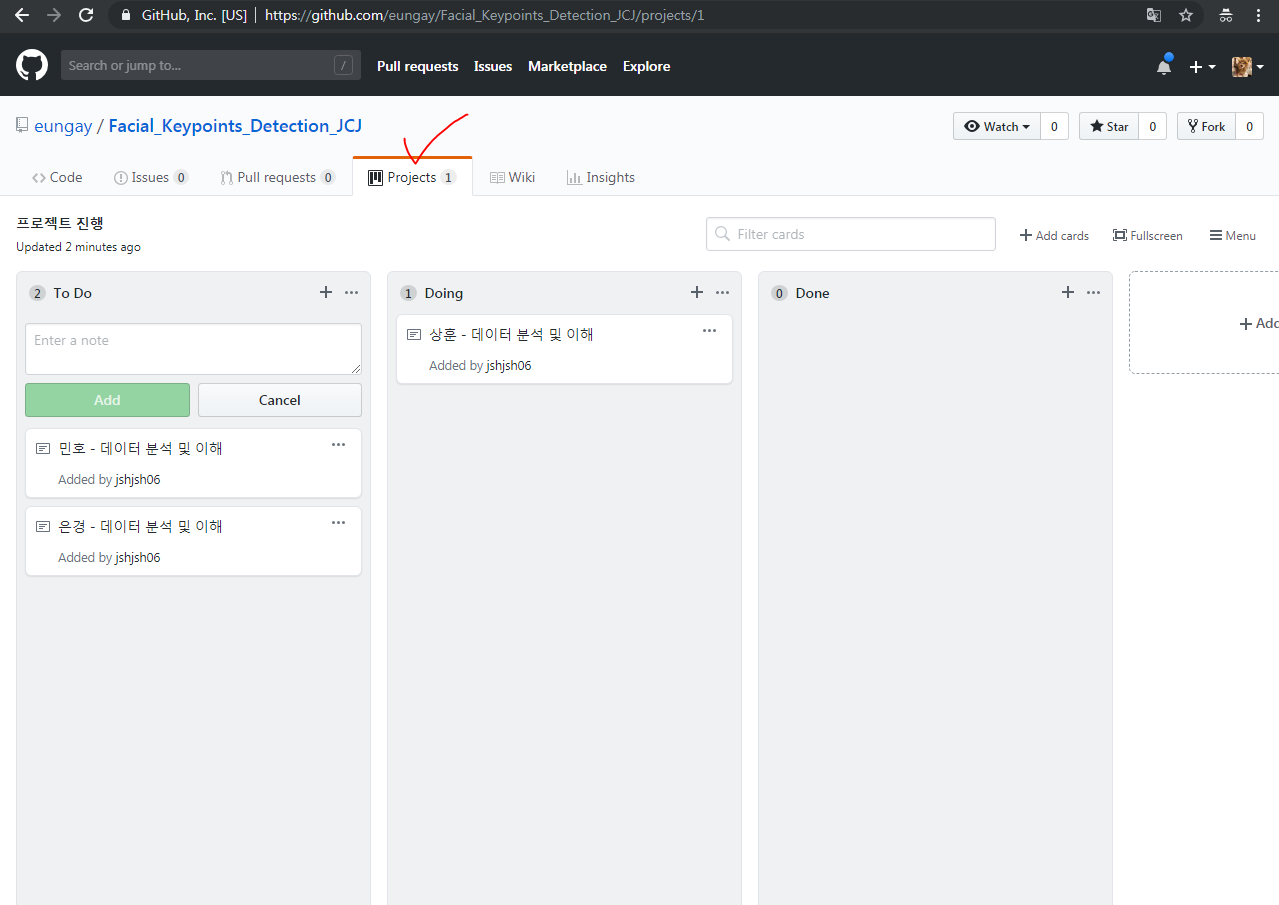 GitHub, Inc. [US] | https://github.com/eungay/Facial_Keypoints_Detection_JCJ/projects/1
Search or jump to... / Pull requests Issues Marketplace Explore
eungay / Facial_Keypoints_Detection_JCJ Watch 0 Star 0 Fork 0
Code Issues 0 Pull requests 0 Projects 1 Wiki Insights
프로젝트 진행
Updated 2 minutes ago
Filter cards + Add cards Fullscreen Menu
2 To Do
Enter a note
Add Cancel
민호 - 데이터 분석 및 이해
Added by jshjsh06
은경 - 데이터 분석 및 이해
Added by jshjsh06
1 Doing
상훈 - 데이터 분석 및 이해
Added by jshjsh06
0 Done
+ Add